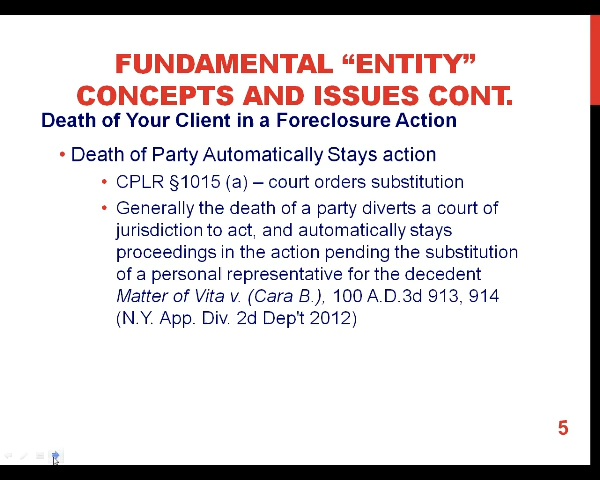 FUNDAMENTAL “ENTITY”
CONCEPTS AND ISSUES CONT.
Death of Your Client in a Foreclosure Action
• Death of Party Automatically Stays action
• CPLR §1015 (a) – court orders substitution
• Generally the death of a party diverts a court of
jurisdiction to act, and automatically stays
proceedings in the action pending the substitution
of a personal representative for the decedent
Matter of Vita v. (Cara B.), 100 A.D.3d 913, 914
(N.Y. App. Div. 2d Dep't 2012)
5